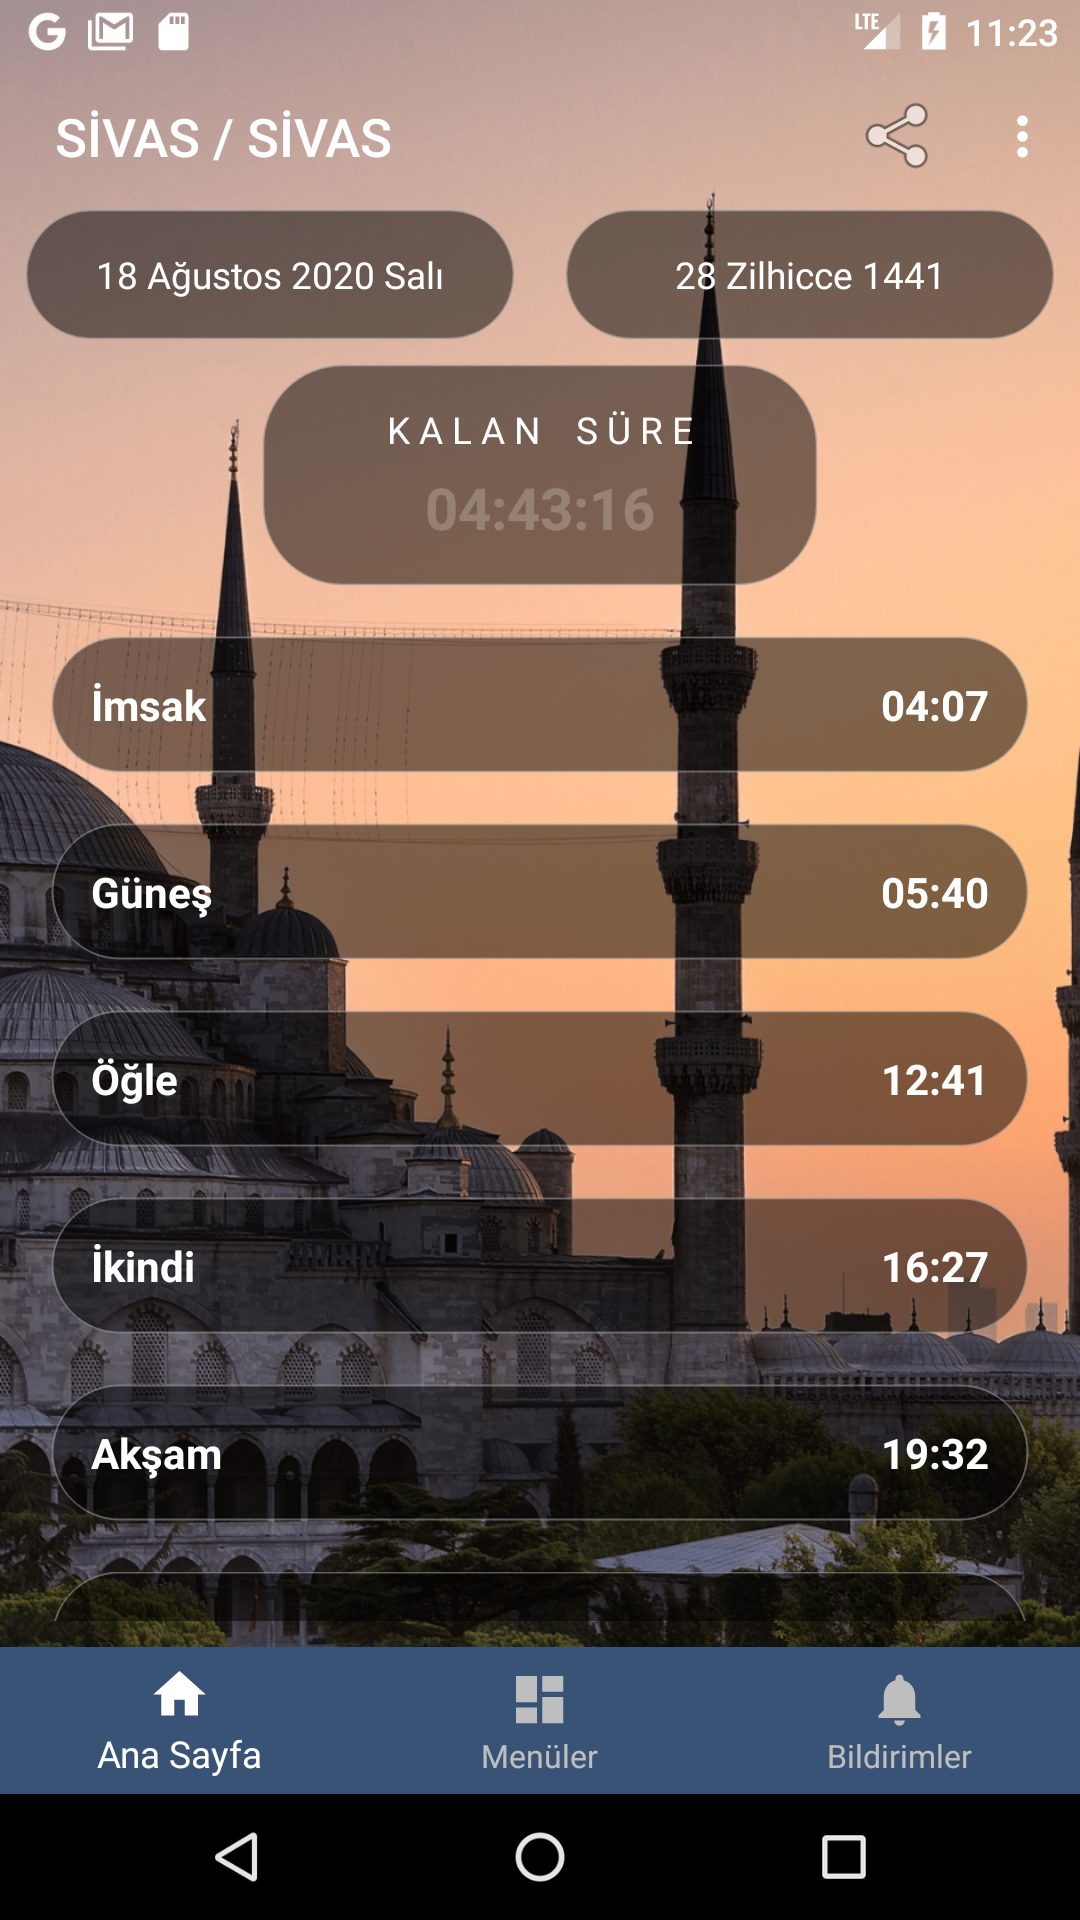 LTE 11:23
SİVAS / SİVAS
18 Ağustos 2020 Salı
28 Zilhicce 1441
KALAN SÜRE
04:43:16
İmsak 04:07
Güneş 05:40
Öğle 12:41
İkindi 16:27
Akşam 19:32
Ana Sayfa
Menüler
Bildirimler